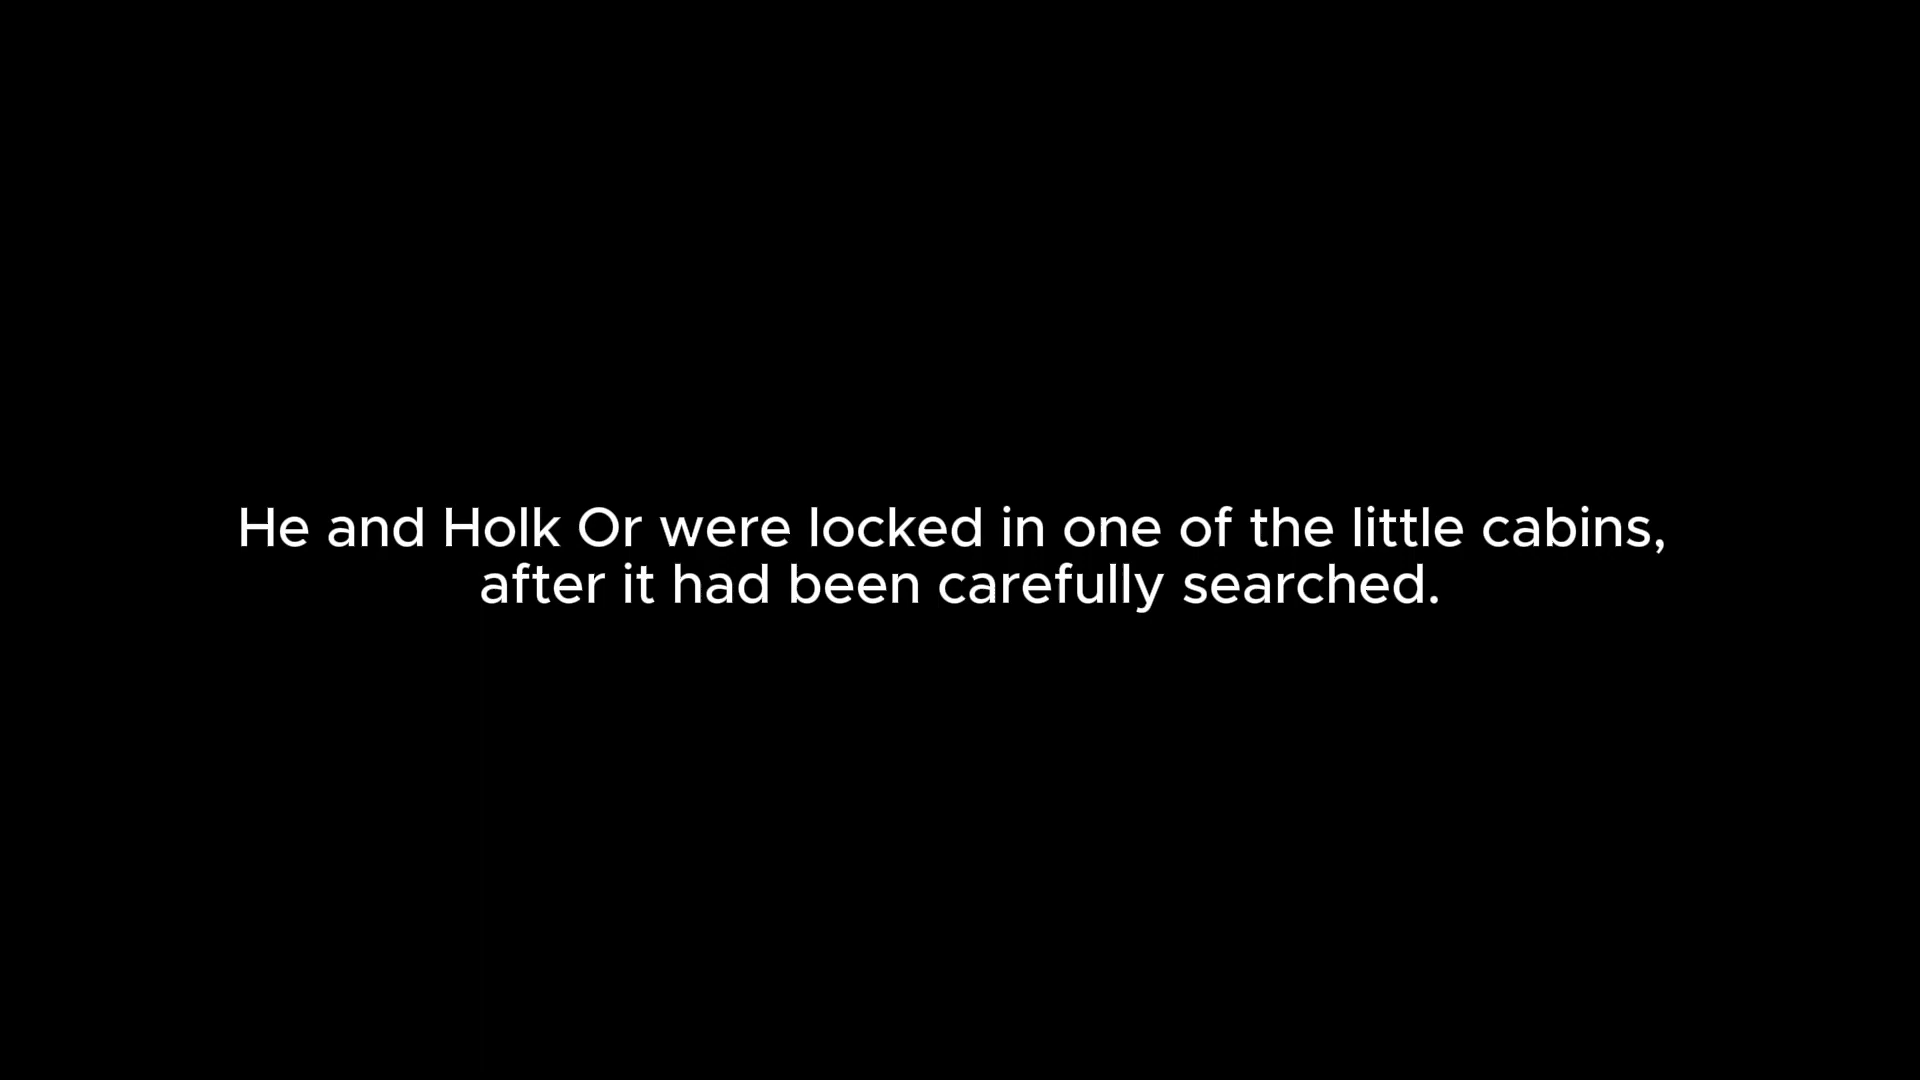 He and Holk Or were locked in one of the little cabins,
after it had been carefully searched.